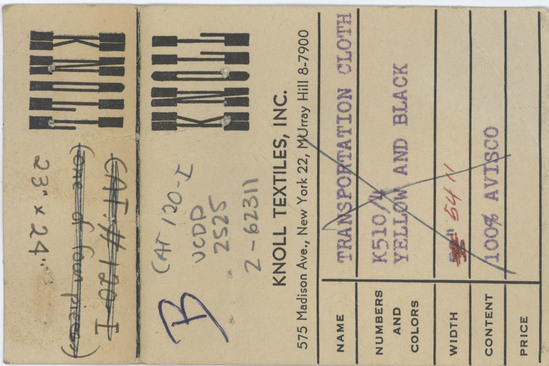 CAT. # 120-I
(one of four pieces)
23" x 24"
CAT 120-I
UCDP
2525
2-62311
B
KNOLL TEXTILES, INC.
575 Madison Ave., New York 22, MUrray Hill 8-7900
NAME TRANSPORTATION CLOTH
NUMBERS AND COLORS K510/4
YELLOW AND BLACK
WIDTH 54"
CONTENT 100% AVISCO
PRICE